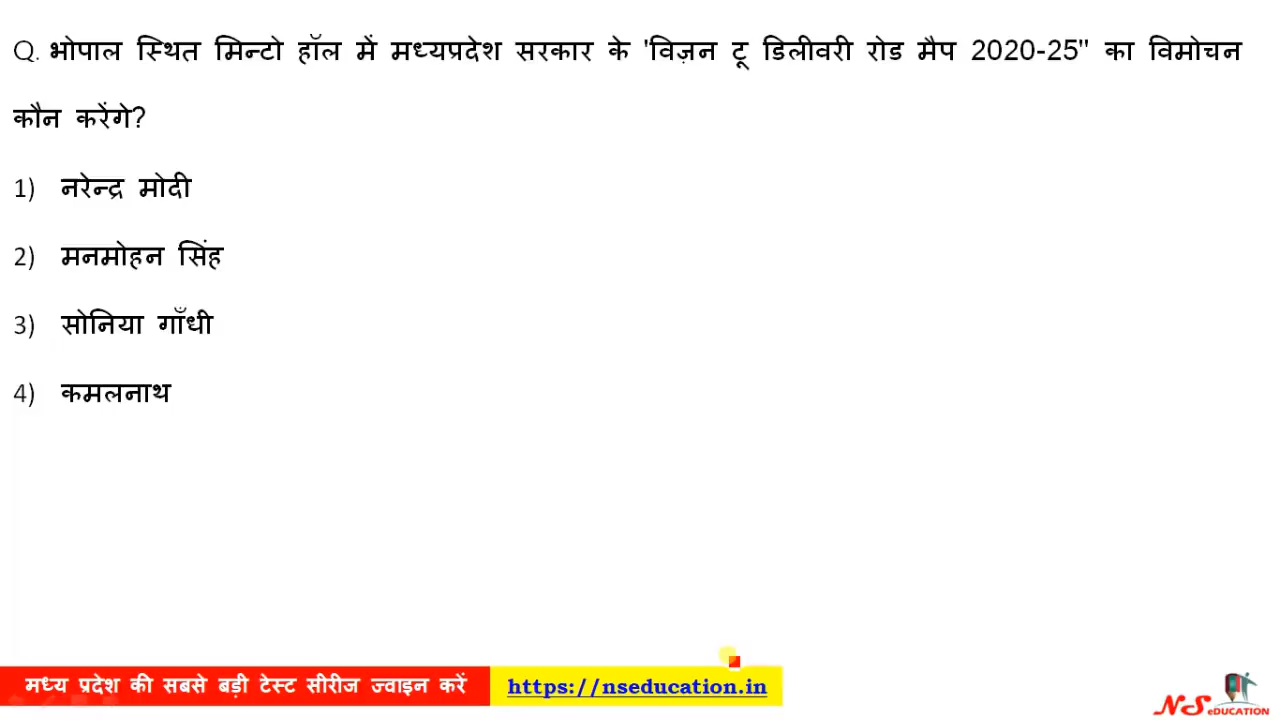 Q. भोपाल स्थित मिन्टो हॉल में मध्यप्रदेश सरकार के 'विज़न टू डिलीवरी रोड मैप 2020-25" का विमोचन
कौन करेंगे?
1) नरेन्द्र मोदी
2) मनमोहन सिंह
3) सोनिया गाँधी
4) कमलनाथ
मध्य प्रदेश की सबसे बड़ी टेस्ट सीरीज ज्वाइन करें https://nseducation.in
NS eDUCATION